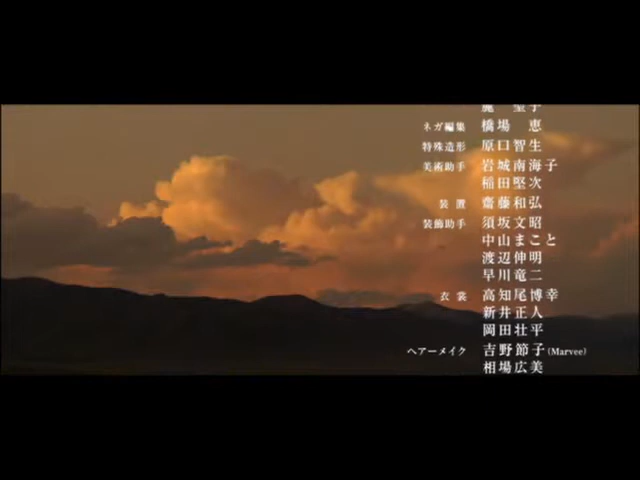 ネガ編集 橋場 恵
特殊造形 原口智生
美術助手 岩城南海子
稲田堅次
装置 齋藤和弘
装飾助手 須坂文昭
中山まこと
渡辺伸明
早川竜二
衣裳 高知尾博幸
新井正人
岡田壮平
ヘアーメイク 吉野節子(Marvee)
相場広美